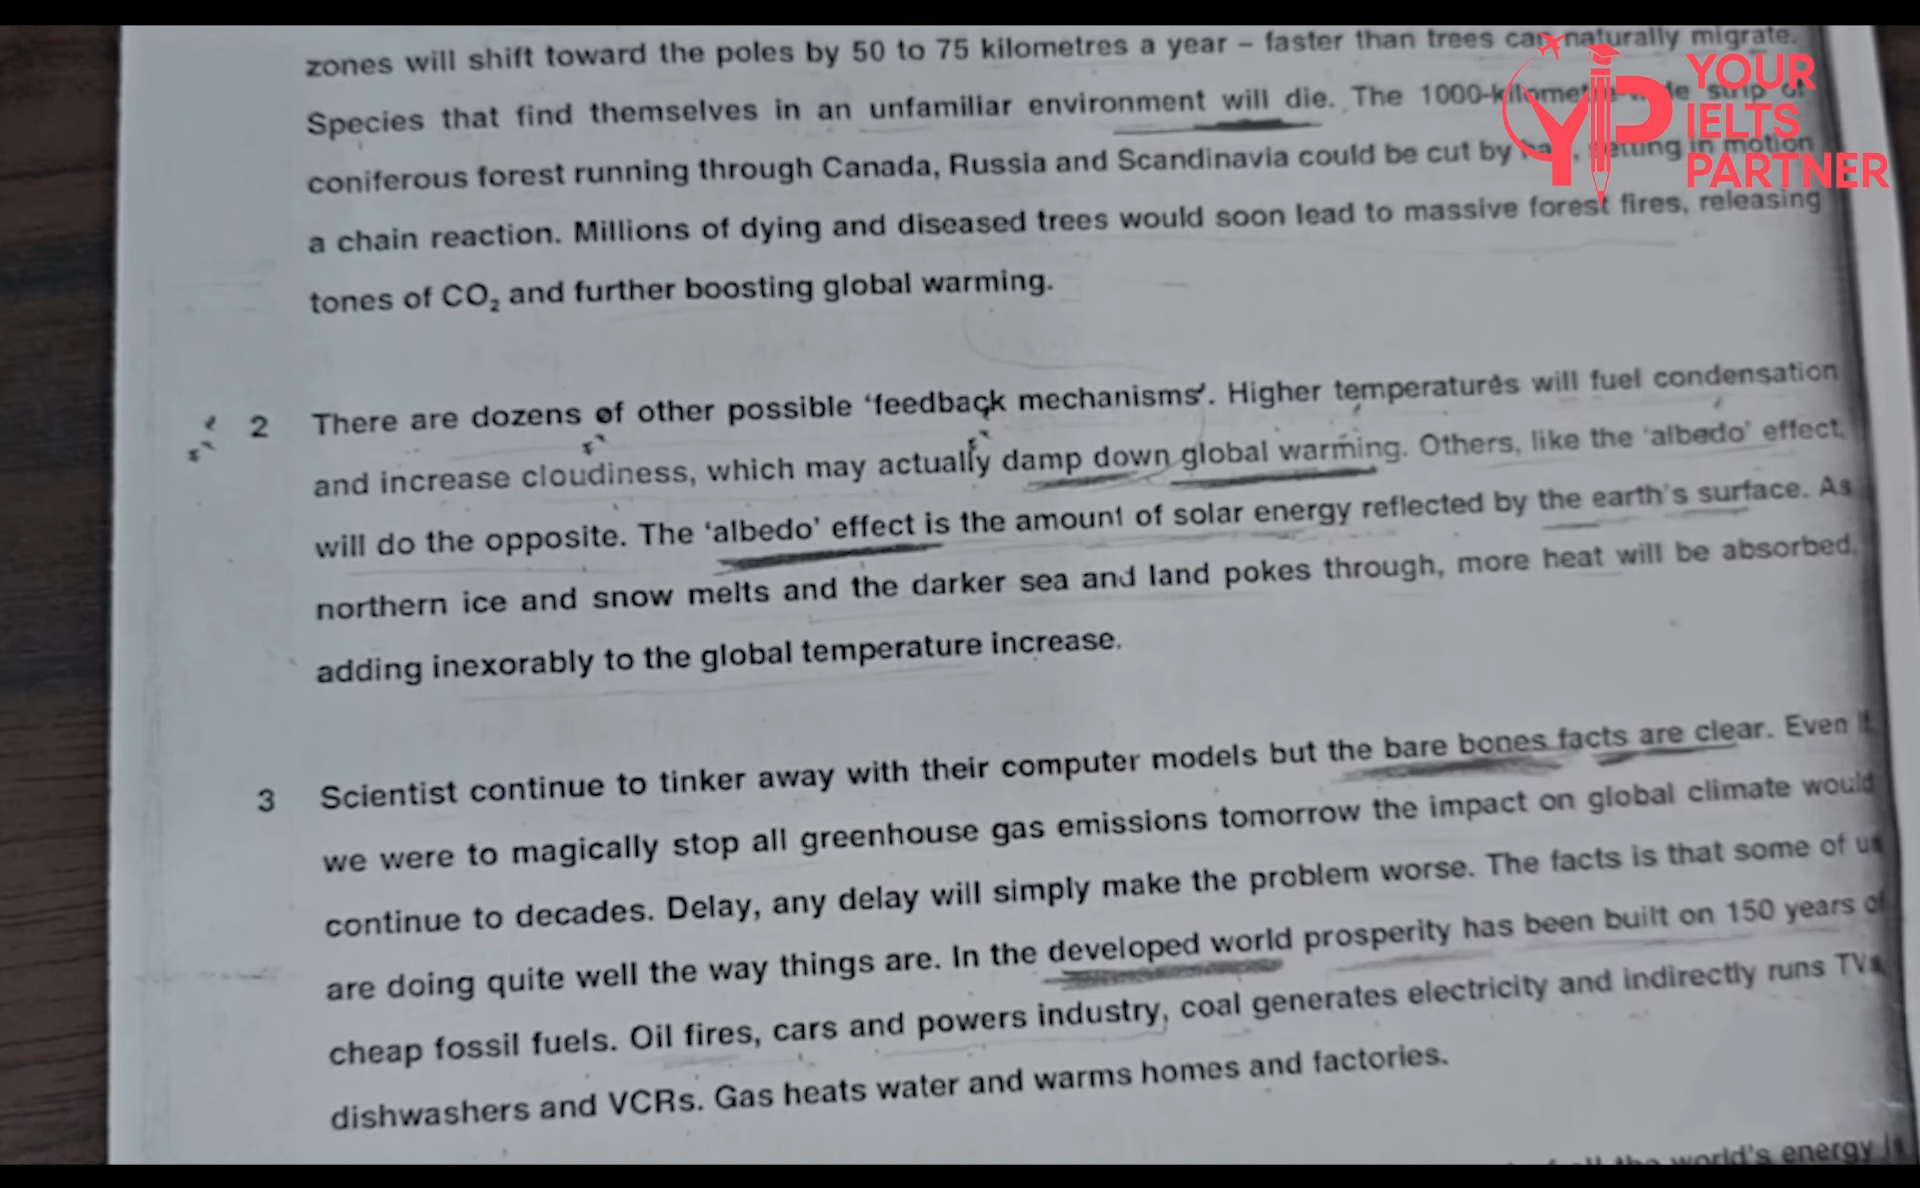 zones will shift toward the poles by 50 to 75 kilometres a year – faster than trees can naturally migrate.
Species that find themselves in an unfamiliar environment will die. The 1000- strip of
coniferous forest running through Canada, Russia and Scandinavia could be cut by , setting in motion
a chain reaction. Millions of dying and diseased trees would soon lead to massive forest fires, releasing
tones of CO₂ and further boosting global warming.
2 There are dozens of other possible ‘feedback mechanisms’. Higher temperatures will fuel condensation
and increase cloudiness, which may actually damp down global warming. Others, like the ‘albedo’ effect,
will do the opposite. The ‘albedo’ effect is the amount of solar energy reflected by the earth’s surface. As
northern ice and snow melts and the darker sea and land pokes through, more heat will be absorbed,
adding inexorably to the global temperature increase.
3 Scientist continue to tinker away with their computer models but the bare bones facts are clear. Even if
we were to magically stop all greenhouse gas emissions tomorrow the impact on global climate would
continue to decades. Delay, any delay will simply make the problem worse. The facts is that some of us
are doing quite well the way things are. In the developed world prosperity has been built on 150 years of
cheap fossil fuels. Oil fires, cars and powers industry, coal generates electricity and indirectly runs TVs
dishwashers and VCRs. Gas heats water and warms homes and factories.
the world's energy is
YP YOUR
IELTS
PARTNER